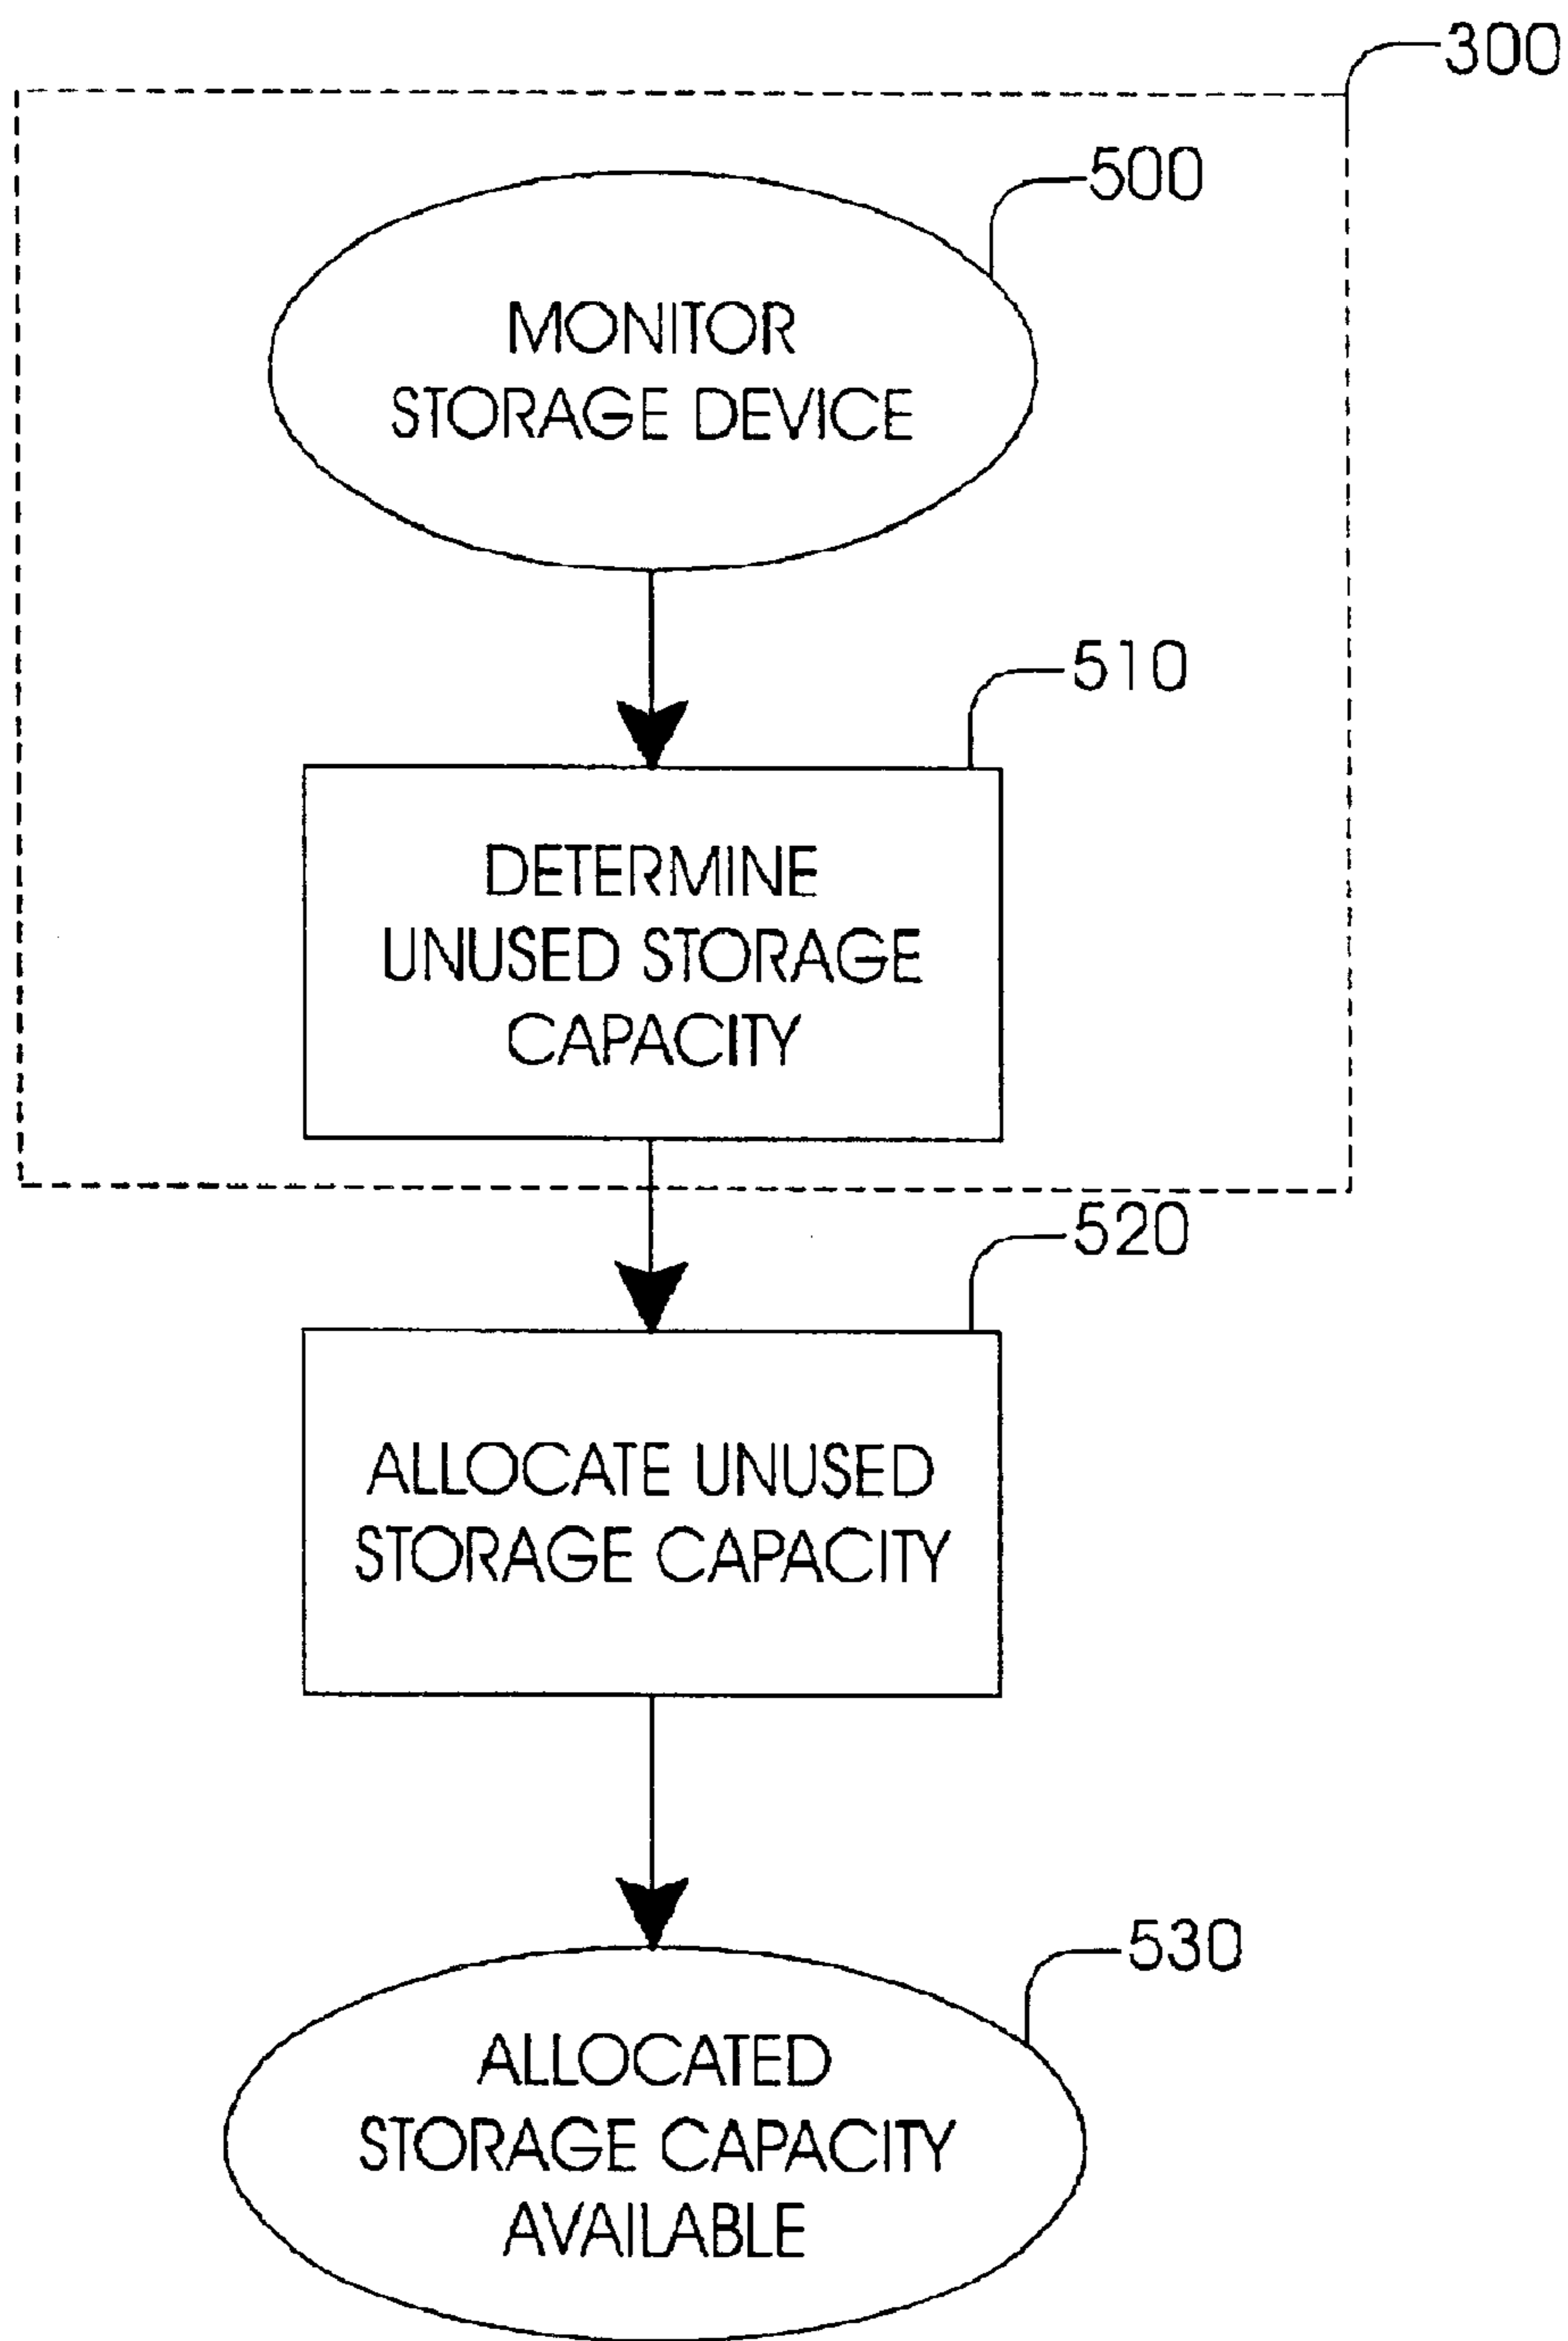 300
500
MONITOR
STORAGE DEVICE
510
DETERMINE
UNUSED STORAGE
CAPACITY
520
ALLOCATE UNUSED
STORAGE CAPACITY
530
ALLOCATED
STORAGE CAPACITY
AVAILABLE